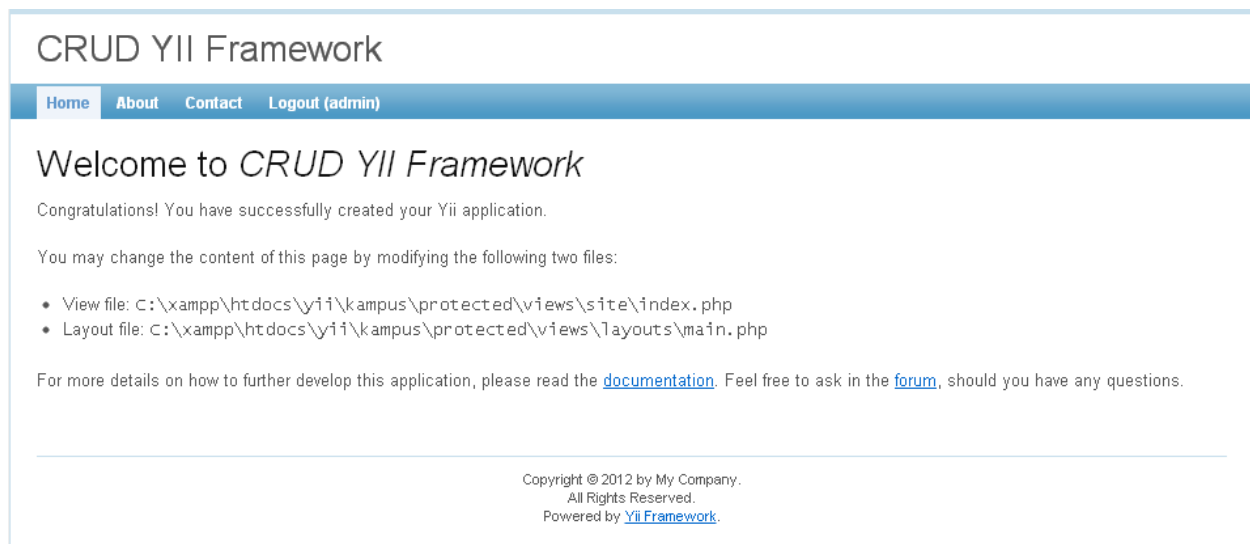 CRUD YII Framework
Home About Contact Logout (admin)
Welcome to CRUD YII Framework
Congratulations! You have successfully created your Yii application.
You may change the content of this page by modifying the following two files:
• View file: C:\xampp\htdocs\yii\kampus\protected\views\site\index.php
• Layout file: C:\xampp\htdocs\yii\kampus\protected\views\layouts\main.php
For more details on how to further develop this application, please read the documentation. Feel free to ask in the forum, should you have any questions.
Copyright © 2012 by My Company.
All Rights Reserved.
Powered by Yii Framework.